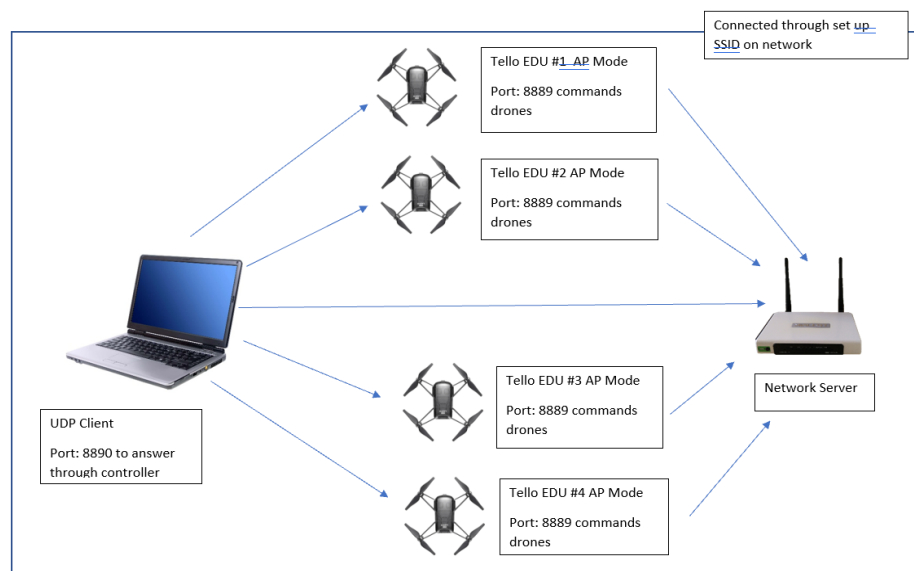 Connected through set up
SSID on network
Tello EDU #1 AP Mode
Port: 8889 commands
drones
Tello EDU #2 AP Mode
Port: 8889 commands
drones
UDP Client
Port: 8890 to answer
through controller
Tello EDU #3 AP Mode
Port: 8889 commands
drones
Network Server
Tello EDU #4 AP Mode
Port: 8889 commands
drones